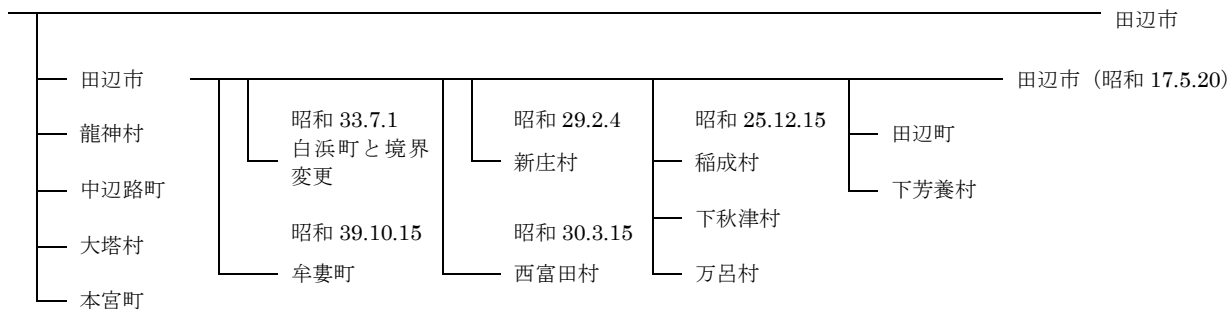 田辺市
田辺市
田辺市（昭和 17.5.20）
龍神村
中辺路町
大塔村
本宮町
昭和 33.7.1
白浜町と境界
変更
昭和 39.10.15
牟婁町
昭和 29.2.4
新庄村
昭和 30.3.15
西富田村
昭和 25.12.15
稲成村
下秋津村
万呂村
田辺町
下芳養村